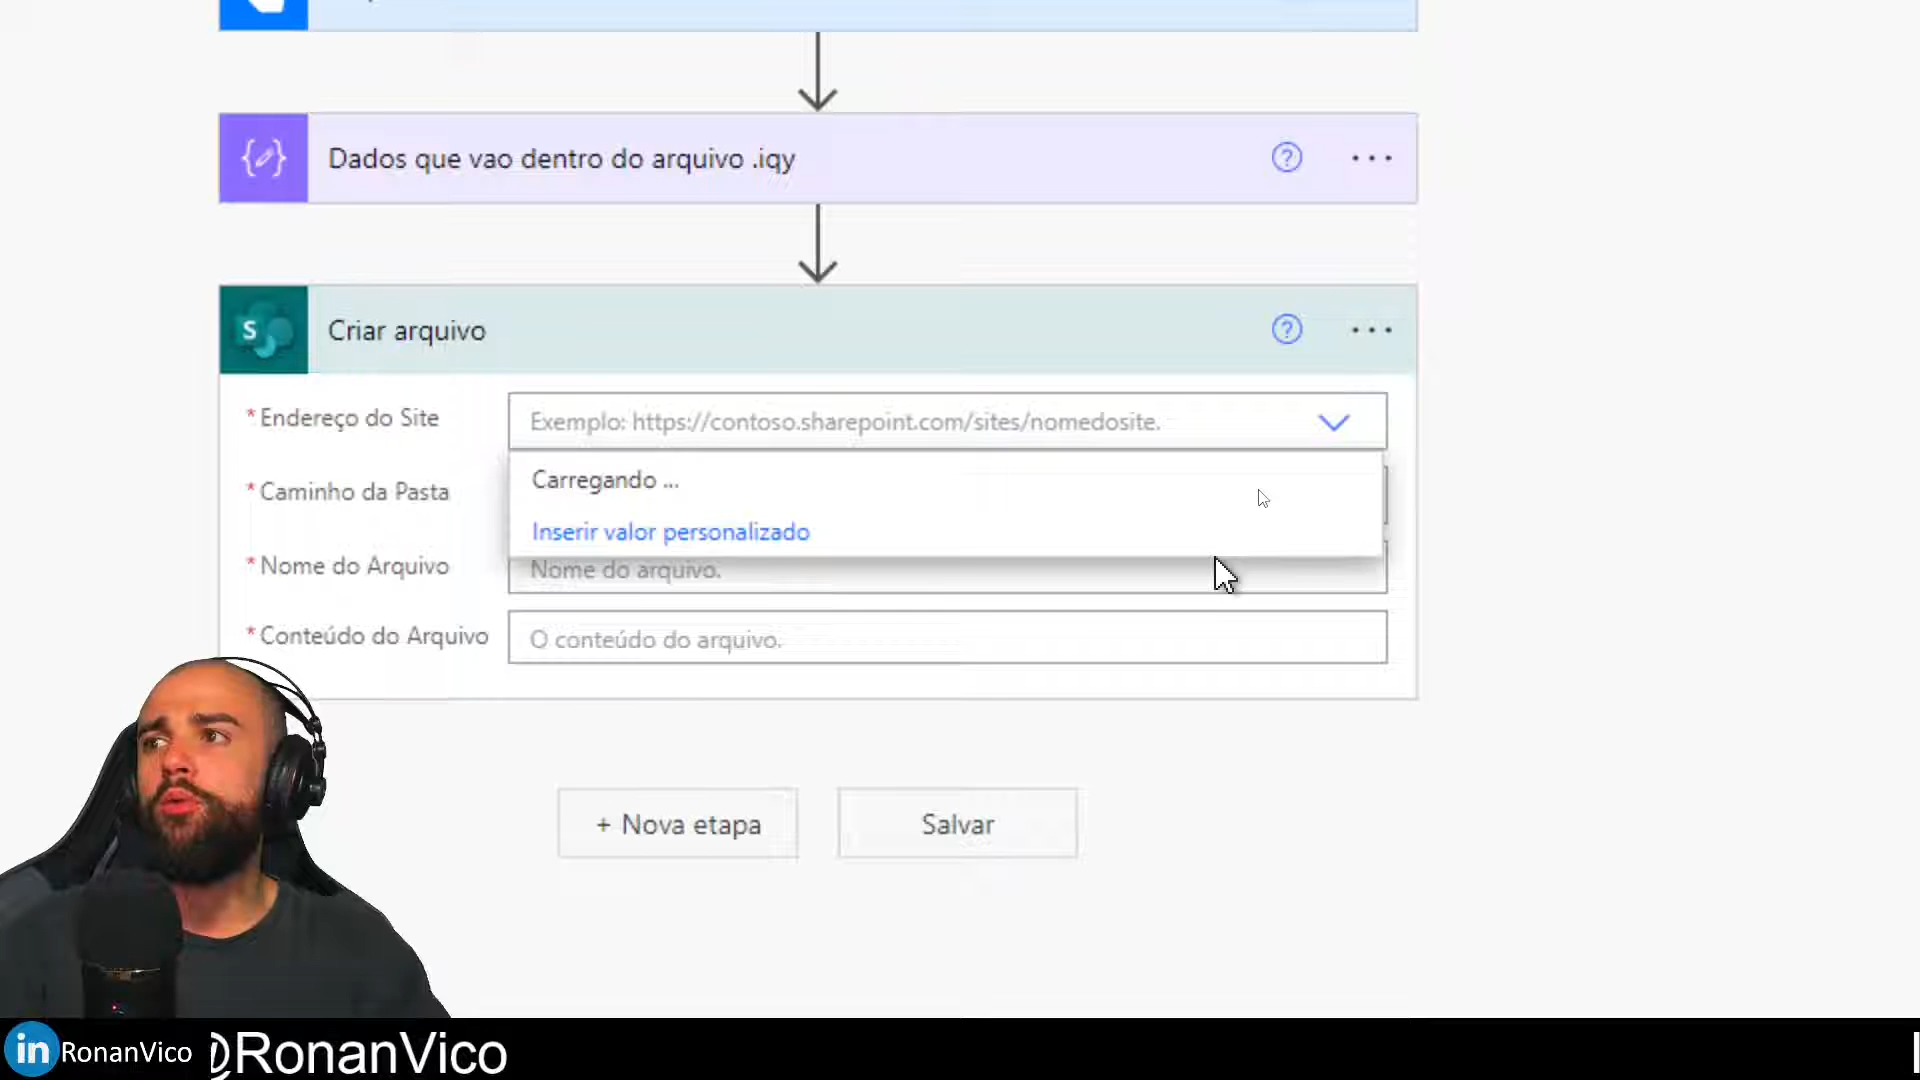 Dados que vao dentro do arquivo .iqy
Criar arquivo
S
* Endereço do Site
Exemplo: https://contoso.sharepoint.com/sites/nomedosite.
* Caminho da Pasta
Carregando ...
Inserir valor personalizado
* Nome do Arquivo
Nome do arquivo.
* Conteúdo do Arquivo
O conteúdo do arquivo.
+ Nova etapa
Salvar
in RonanVico
@RonanVico